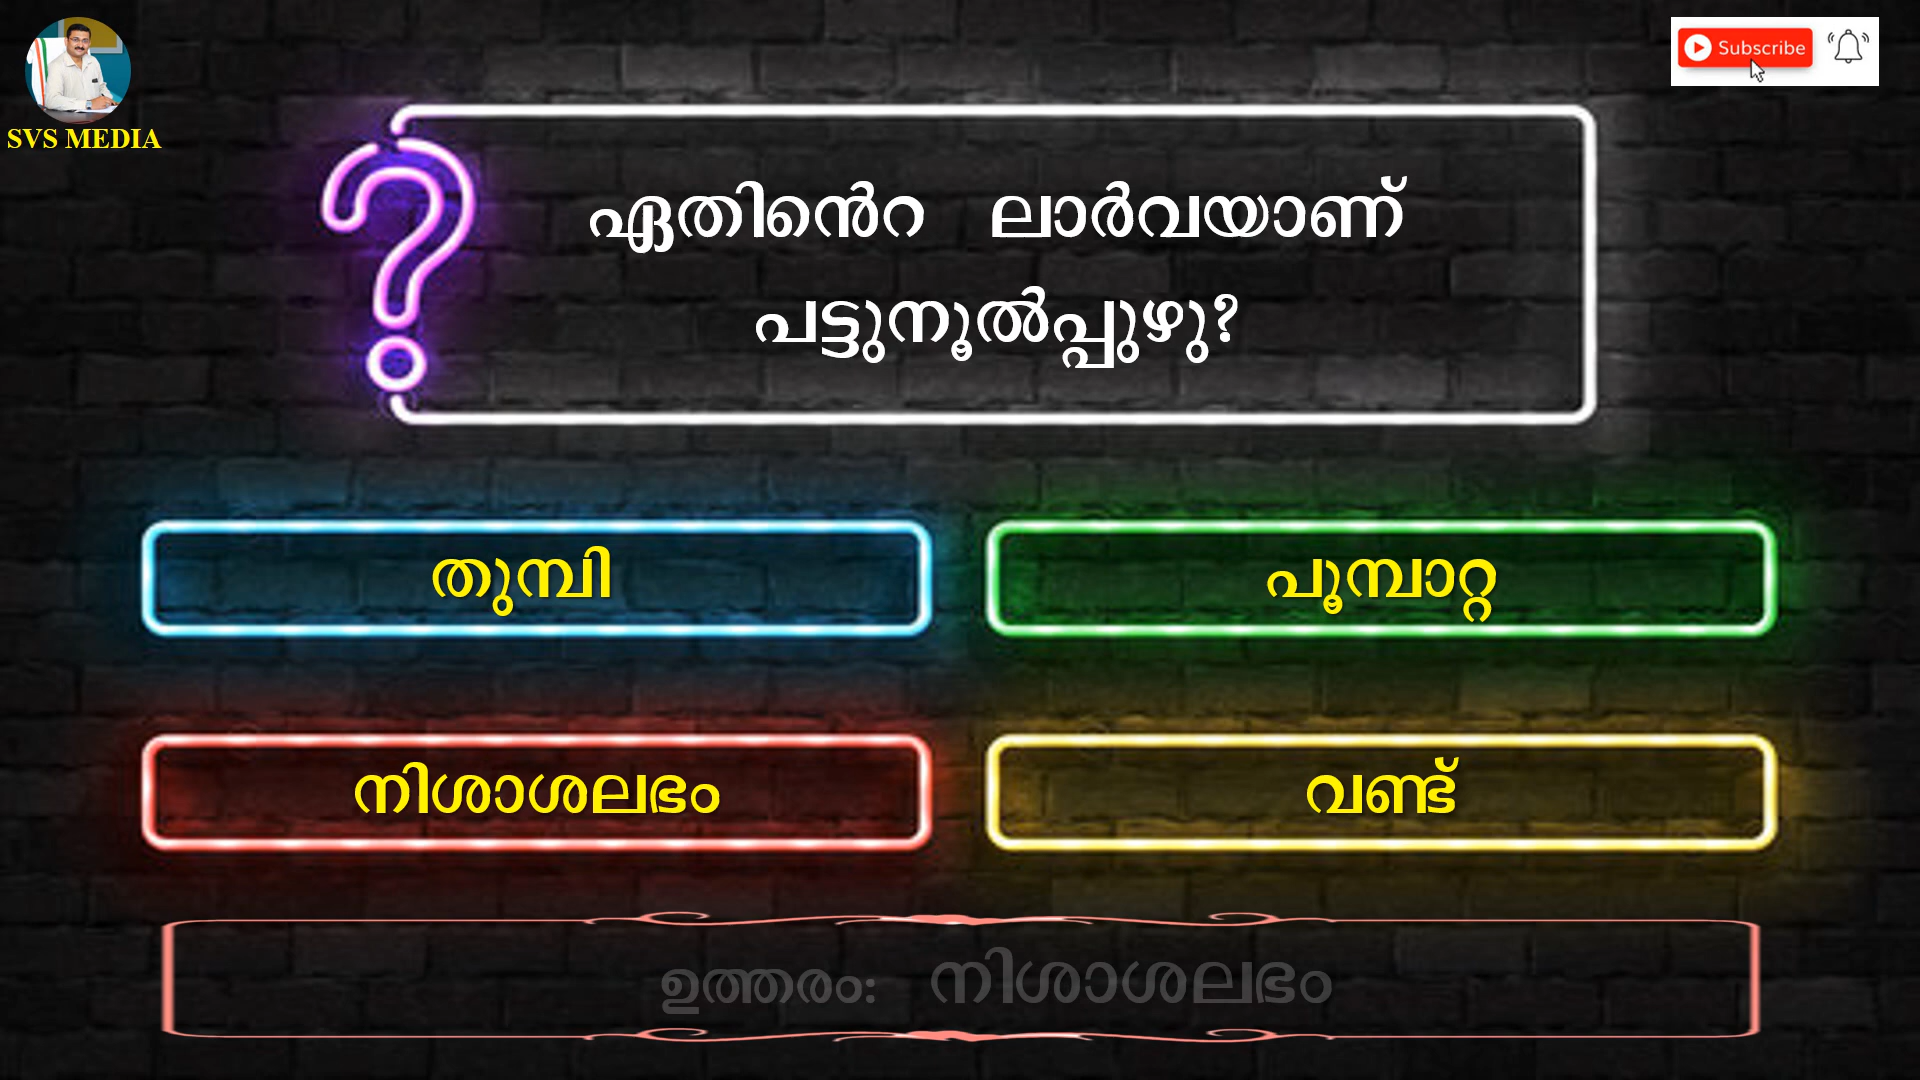 SVS MEDIA
Subscribe
ഏതിൻെറ ലാർവയാണ്
പട്ടുനൂൽപ്പുഴു?
തുമ്പി
പൂമ്പാറ്റ
നിശാശലഭം
വണ്ട്
ഉത്തരം: നിശാശലഭം